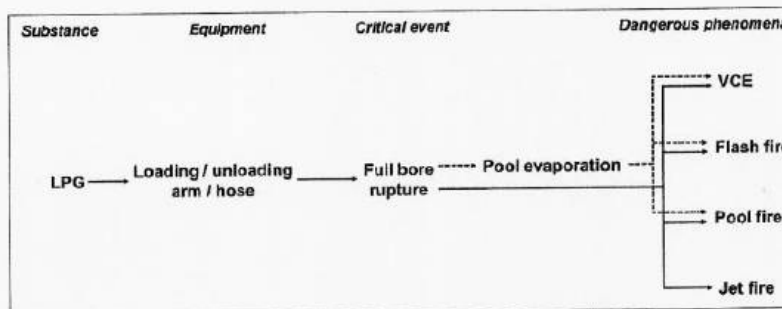 Substance Equipment Critical event Dangerous phenomena
VCE
Flash fire
Loading / unloading Full bore Pool evaporation
LPG
arm / hose rupture
Pool fire
Jet fire